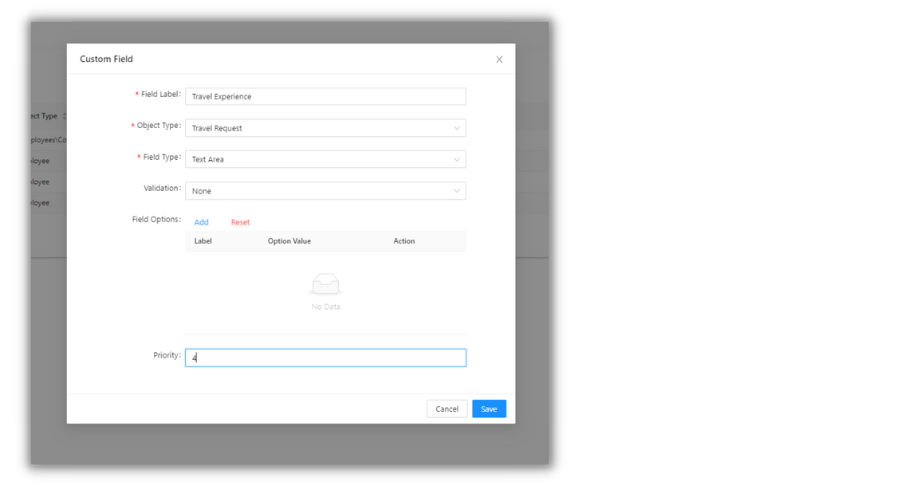 Custom Field
* Field Label: Travel Experience
ect Type
* Object Type: Travel Request
ployees\Co
* Field Type: Text Area
loyee
loyee
Validation: None
loyee
Field Options: Add Reset
Label Option Value Action
No Data
Priority: 4
Cancel Save